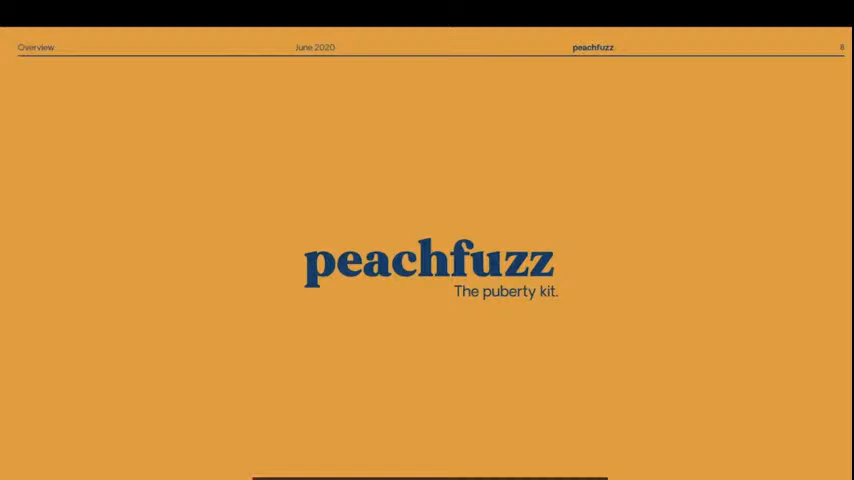 Overview
June 2020
peachfuzz
8
peachfuzz
The puberty kit.